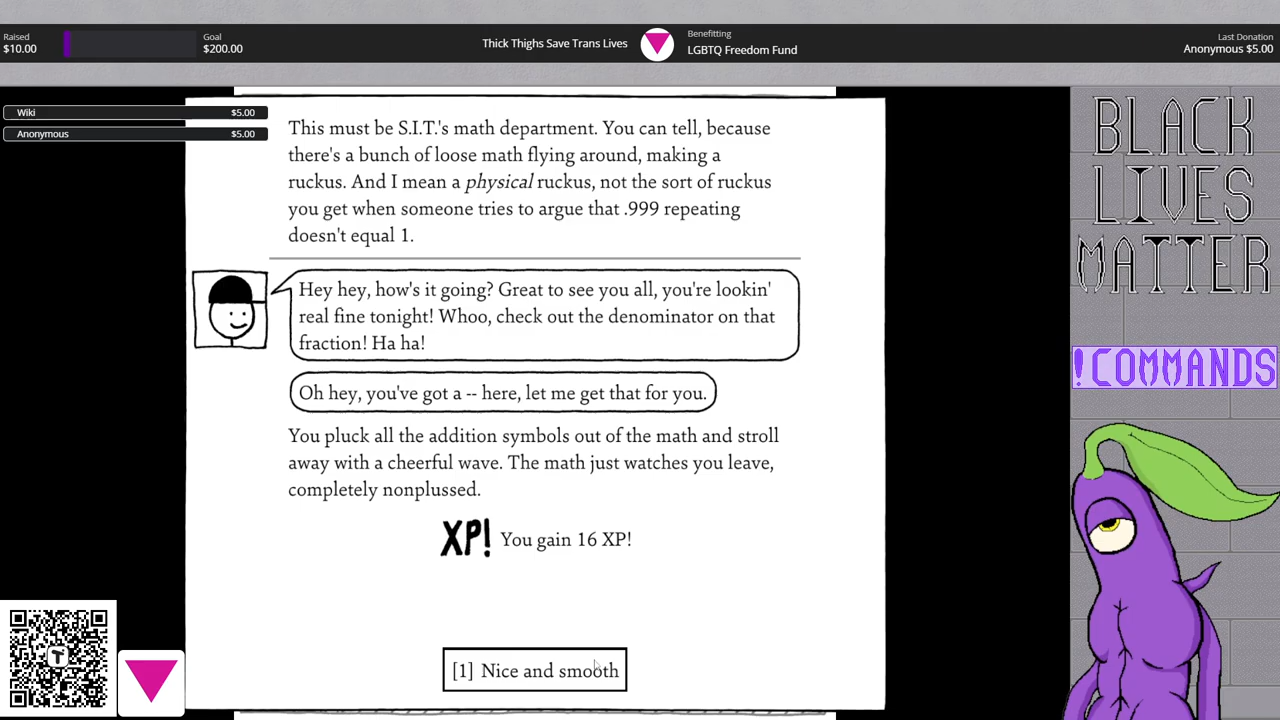 Raised
$10.00
Goal
$200.00
Thick Thighs Save Trans Lives
Benefitting
LGBTQ Freedom Fund
Last Donation
Anonymous $5.00
Wiki $5.00
Anonymous $5.00
This must be S.I.T.'s math department. You can tell, because
there's a bunch of loose math flying around, making a
ruckus. And I mean a physical ruckus, not the sort of ruckus
you get when someone tries to argue that .999 repeating
doesn't equal 1.
Hey hey, how's it going? Great to see you all, you're lookin'
real fine tonight! Whoo, check out the denominator on that
fraction! Ha ha!
Oh hey, you've got a -- here, let me get that for you.
You pluck all the addition symbols out of the math and stroll
away with a cheerful wave. The math just watches you leave,
completely nonplussed.
XP! You gain 16 XP!
[1] Nice and smooth
BLACK
LIVES
MATTER
!COMMANDS
T